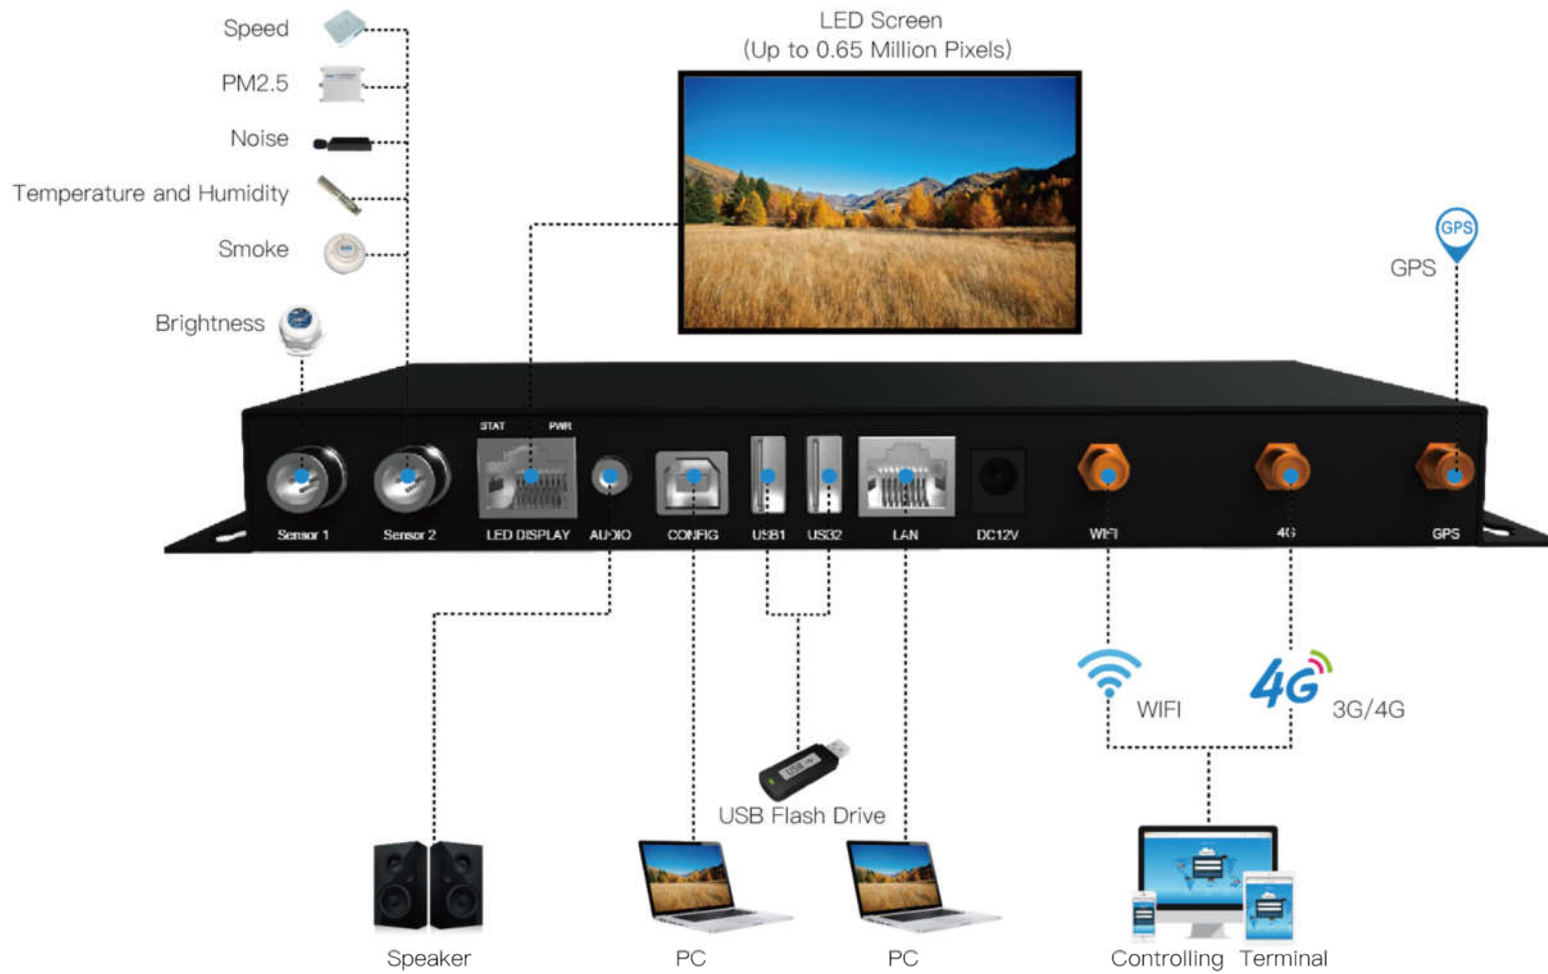 LED Screen
(Up to 0.65 Million Pixels)
Speed
PM2.5
Noise
Temperature and Humidity
Smoke
Brightness
GPS
GPS
STAT PWR
Sensor 1 Sensor 2 LED DISPLAY AUDIO CONFIG USB1 USB2 LAN DC12V WIFI 4G GPS
4G
WIFI
3G/4G
USB
USB Flash Drive
Speaker
PC
PC
Controlling Terminal